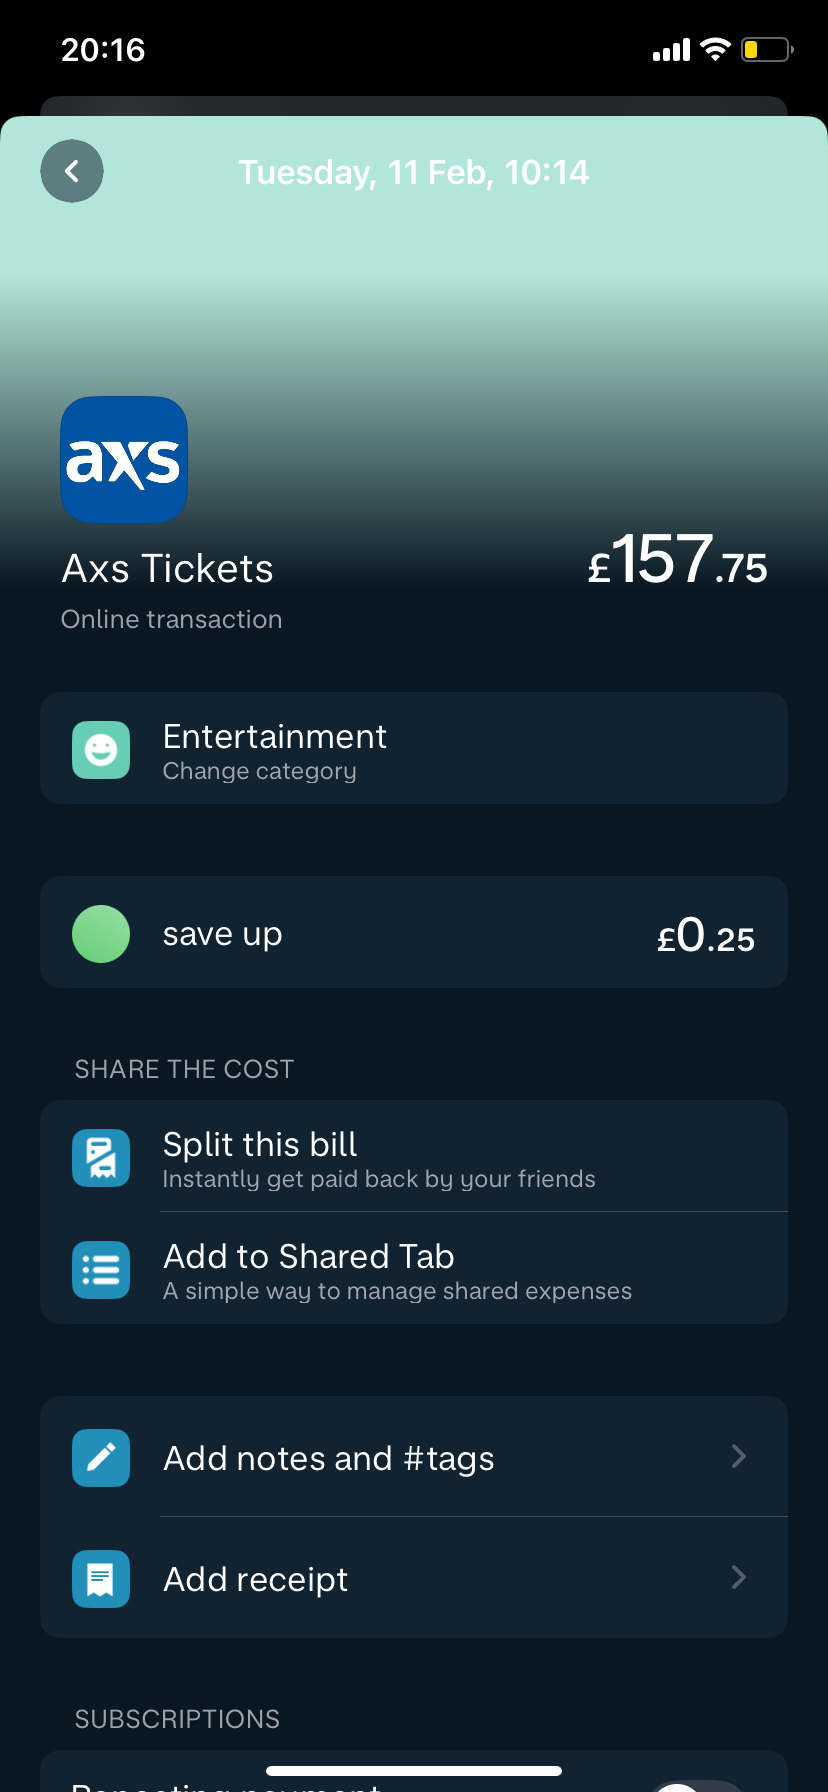 20:16
Tuesday, 11 Feb, 10:14
axs
Axs Tickets
£157.75
Online transaction
Entertainment
Change category
save up
£0.25
SHARE THE COST
Split this bill
Instantly get paid back by your friends
Add to Shared Tab
A simple way to manage shared expenses
Add notes and #tags
Add receipt
SUBSCRIPTIONS
Repeating payment